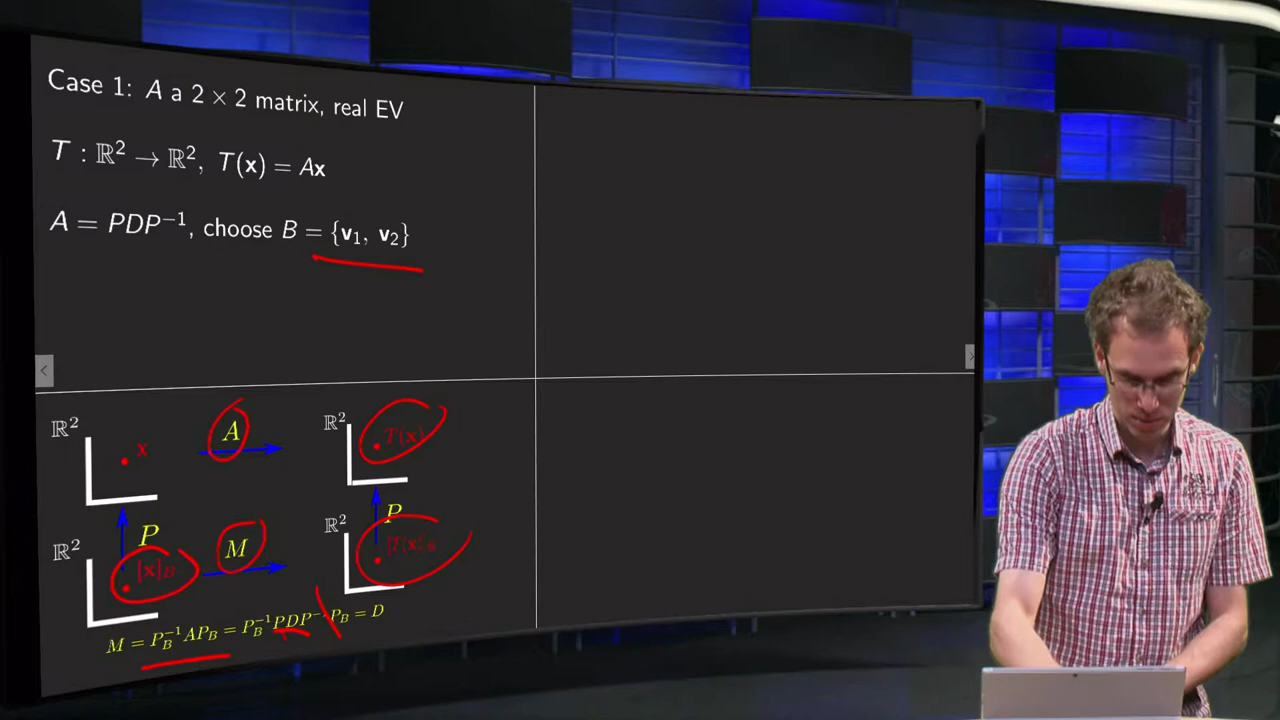 Case 1: A a 2 × 2 matrix, real EV
T : ℝ² → ℝ², T(x) = Ax
A = PDP⁻¹, choose B = {v₁, v₂}
ℝ² A ℝ²
x T(x)
P P
ℝ² M ℝ²
[x]_B [T(x)]_B
M = P_B⁻¹AP_B = P_B⁻¹PDP⁻¹P_B = D